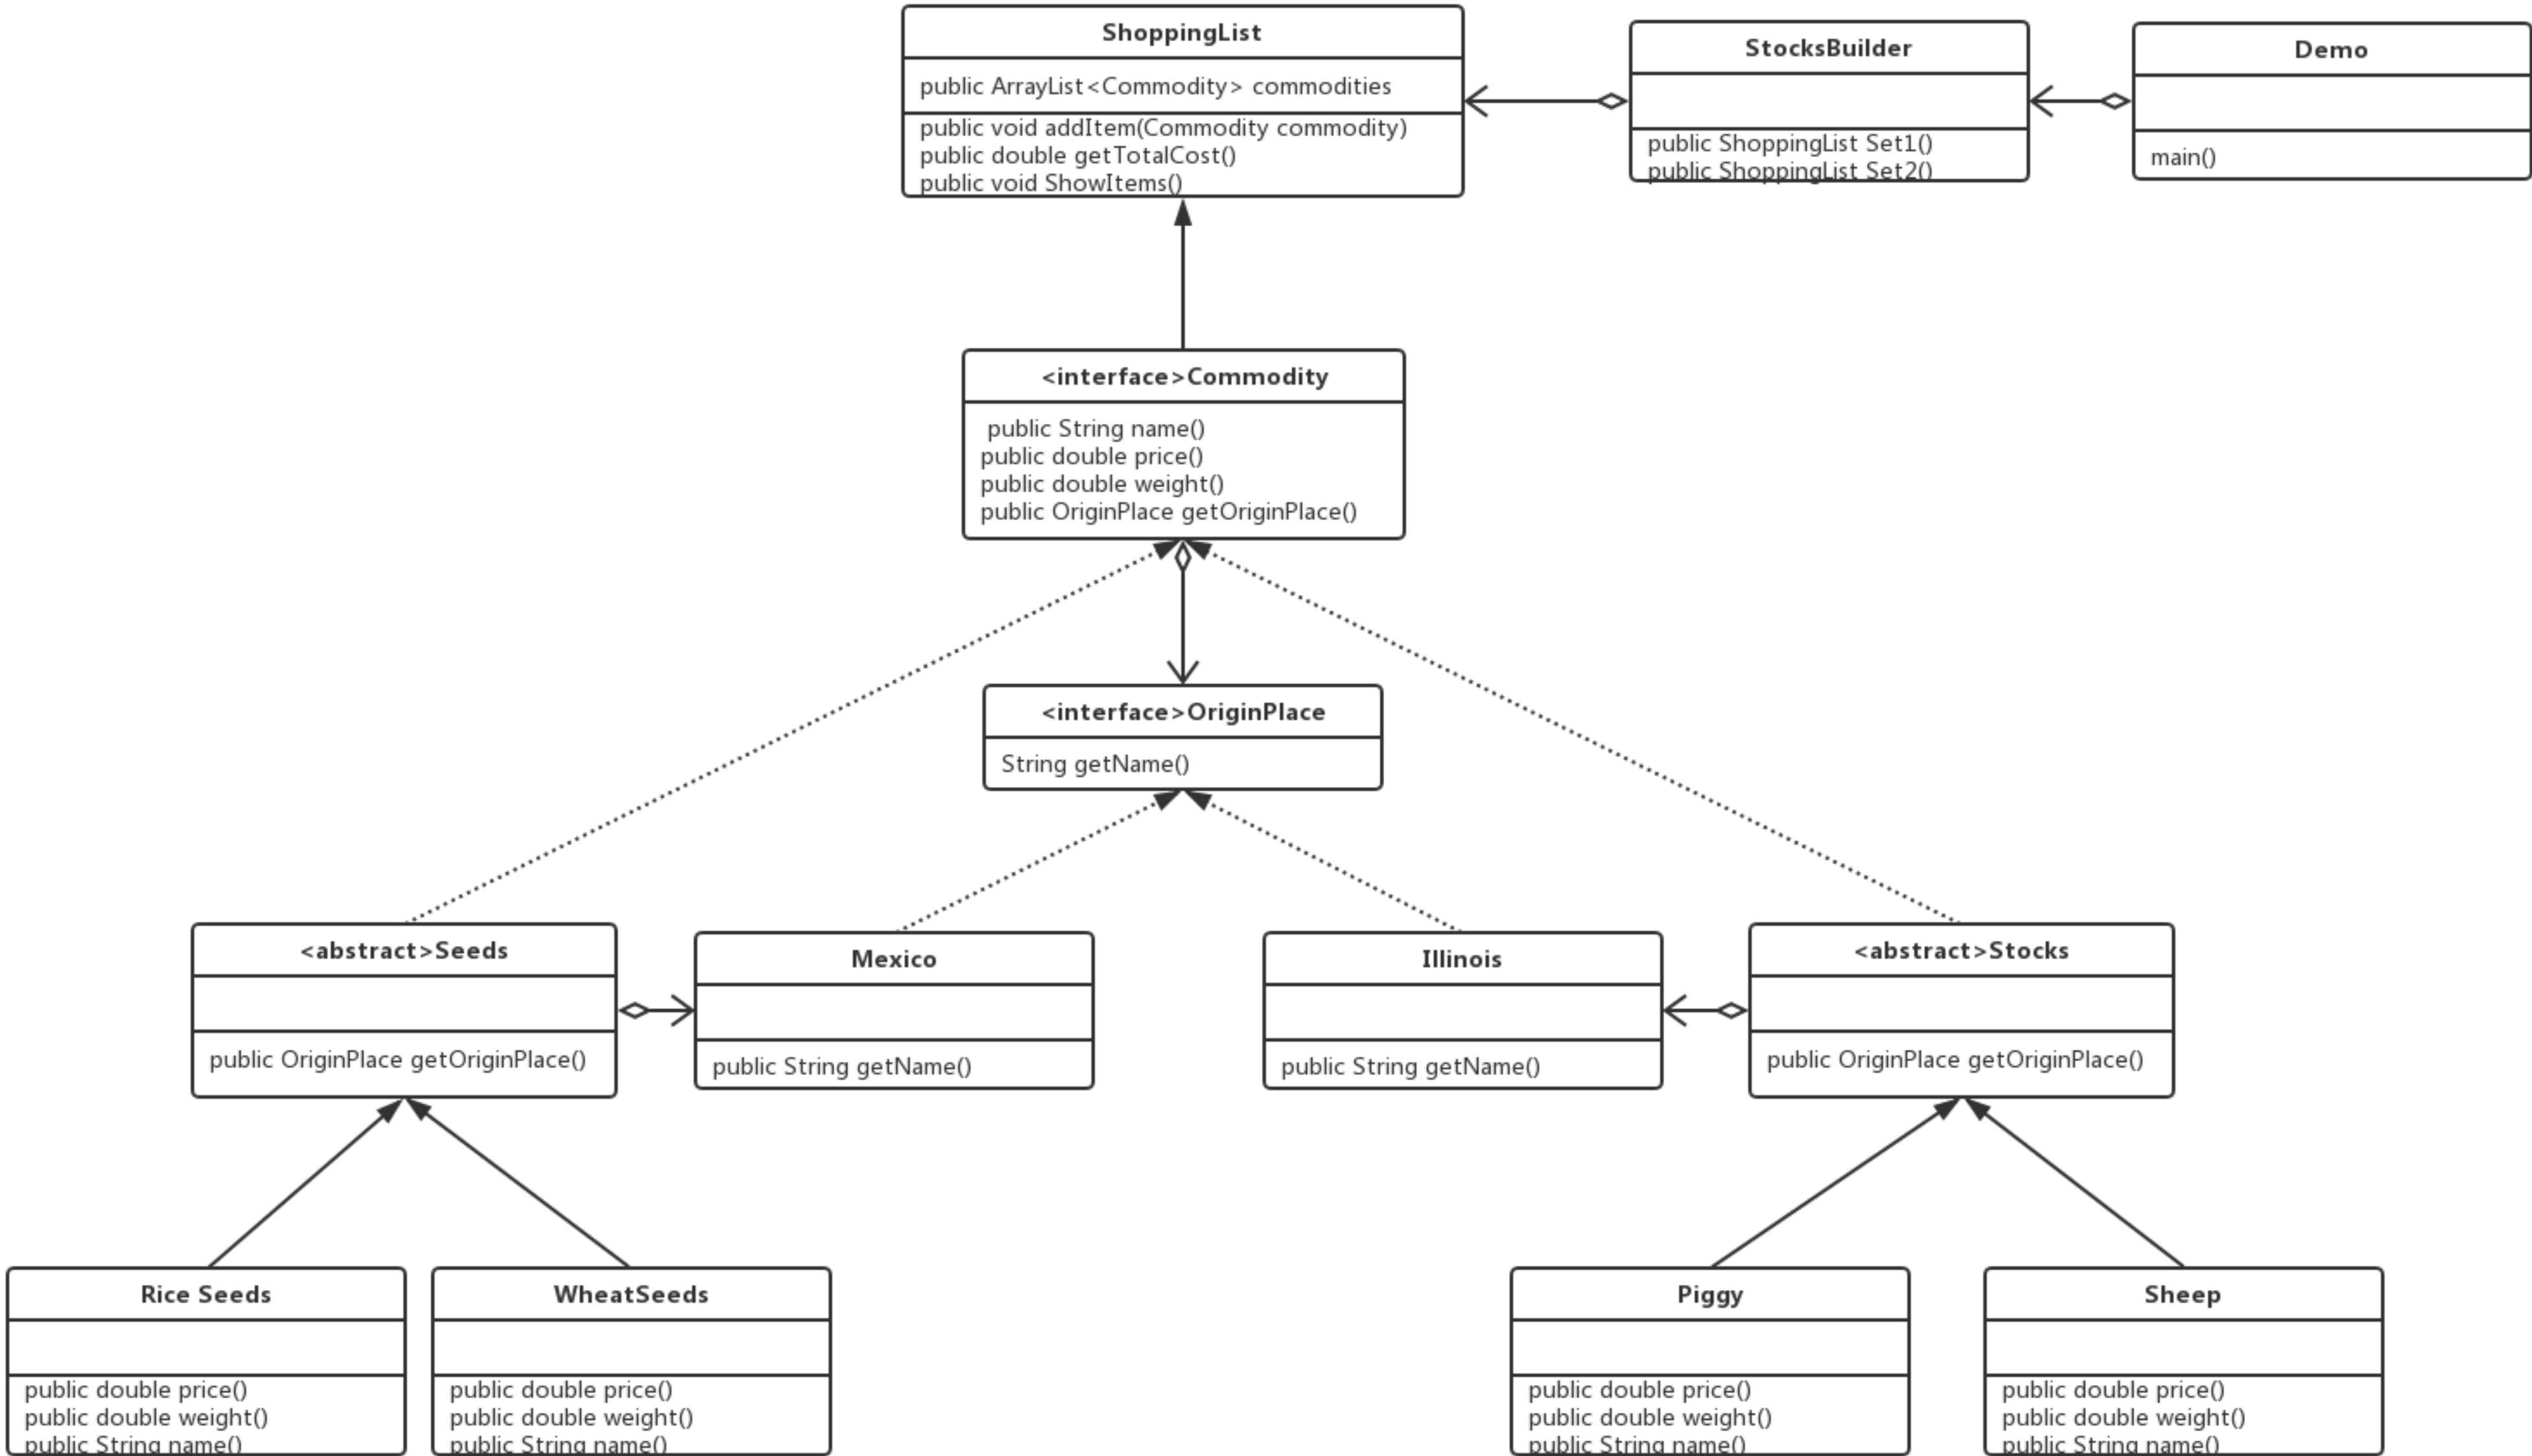 ShoppingList
public ArrayList<Commodity> commodities
public void addItem(Commodity commodity)
public double getTotalCost()
public void ShowItems()
StocksBuilder
public ShoppingList Set1()
public ShoppingList Set2()
Demo
main()
<interface>Commodity
public String name()
public double price()
public double weight()
public OriginPlace getOriginPlace()
<interface>OriginPlace
String getName()
<abstract>Seeds
public OriginPlace getOriginPlace()
Mexico
public String getName()
Illinois
public String getName()
<abstract>Stocks
public OriginPlace getOriginPlace()
Rice Seeds
public double price()
public double weight()
public String name()
WheatSeeds
public double price()
public double weight()
public String name()
Piggy
public double price()
public double weight()
public String name()
Sheep
public double price()
public double weight()
public String name()